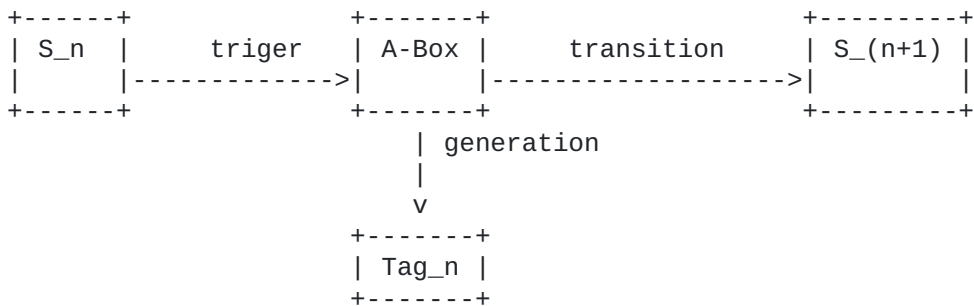 S_n triger A-Box transition S_(n+1)
generation
Tag_n